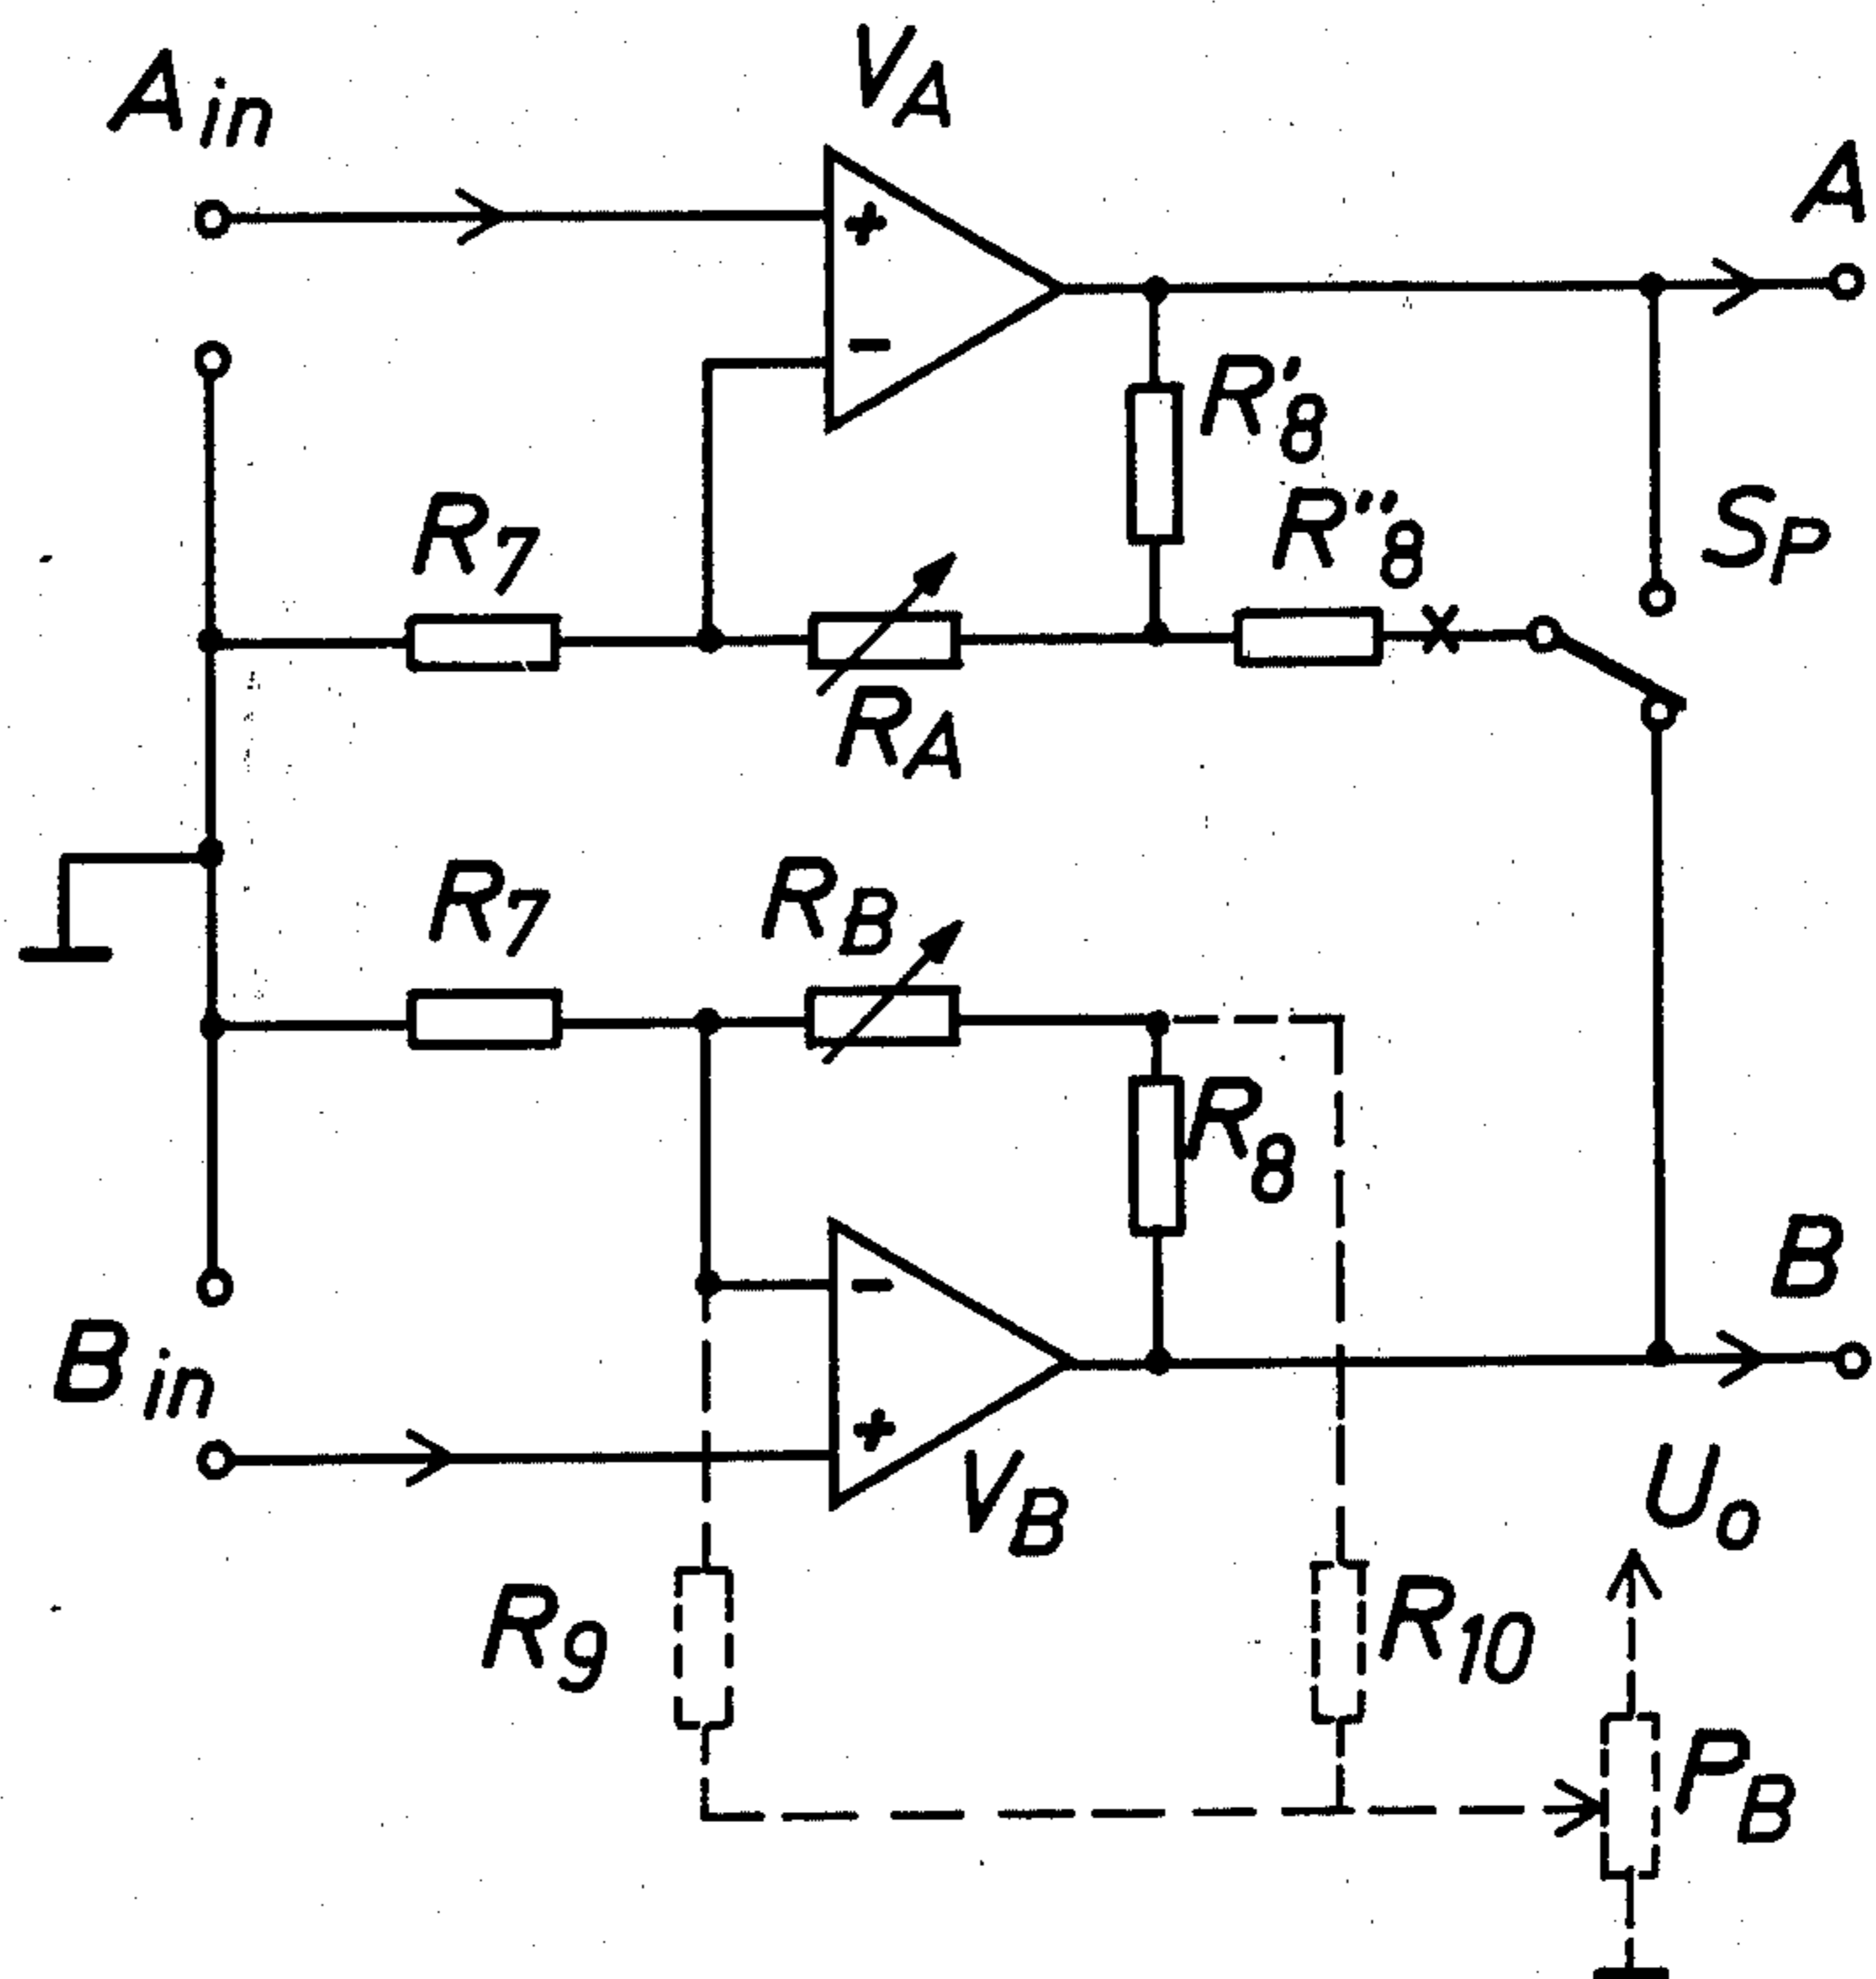 A in
V A
A
+
-
R'8
R"8
S P
R7
R A
R7
R B
R8
B
-
B in
+
V B
U o
R9
R10
P B